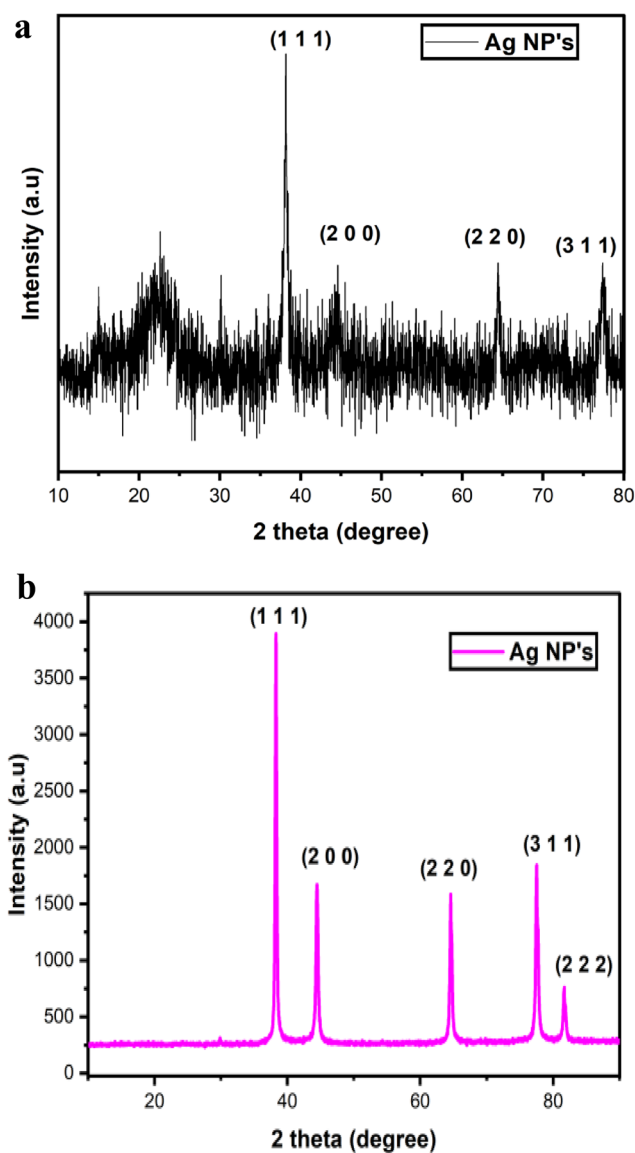 a
(1 1 1)
Ag NP's
(2 0 0)
(2 2 0)
(3 1 1)
Intensity (a.u)
10 20 30 40 50 60 70 80
2 theta (degree)
b
4000
(1 1 1)
Ag NP's
3500
3000
2500
2000
(3 1 1)
(2 0 0)
(2 2 0)
1500
1000
(2 2 2)
500
0
Intensity (a.u)
20 40 60 80
2 theta (degree)